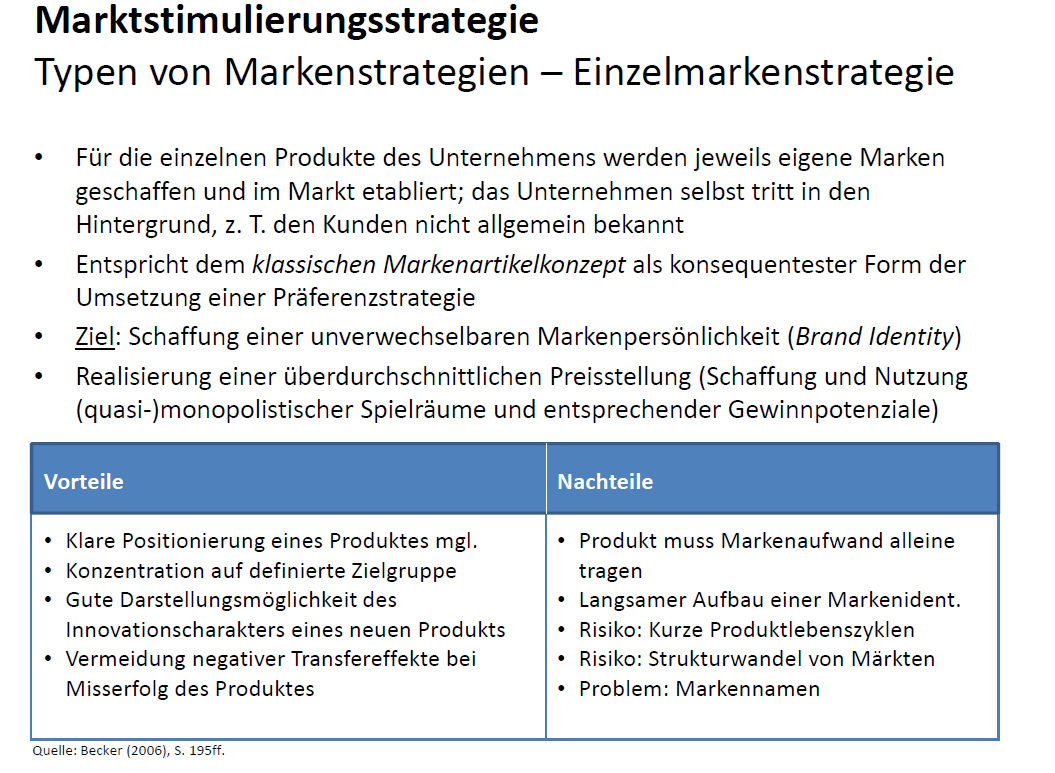 Marktstimulierungsstrategie
Typen von Markenstrategien – Einzelmarkenstrategie
• Für die einzelnen Produkte des Unternehmens werden jeweils eigene Marken
geschaffen und im Markt etabliert; das Unternehmen selbst tritt in den
Hintergrund, z. T. den Kunden nicht allgemein bekannt
• Entspricht dem klassischen Markenartikelkonzept als konsequentester Form der
Umsetzung einer Präferenzstrategie
• Ziel: Schaffung einer unverwechselbaren Markenpersönlichkeit (Brand Identity)
• Realisierung einer überdurchschnittlichen Preisstellung (Schaffung und Nutzung
(quasi-)monopolistischer Spielräume und entsprechender Gewinnpotenziale)
Vorteile
• Klare Positionierung eines Produktes mgl.
• Konzentration auf definierte Zielgruppe
• Gute Darstellungsmöglichkeit des
Innovationscharakters eines neuen Produkts
• Vermeidung negativer Transfereffekte bei
Misserfolg des Produktes
Nachteile
• Produkt muss Markenaufwand alleine
tragen
• Langsamer Aufbau einer Markenident.
• Risiko: Kurze Produktlebenszyklen
• Risiko: Strukturwandel von Märkten
• Problem: Markennamen
Quelle: Becker (2006), S. 195ff.